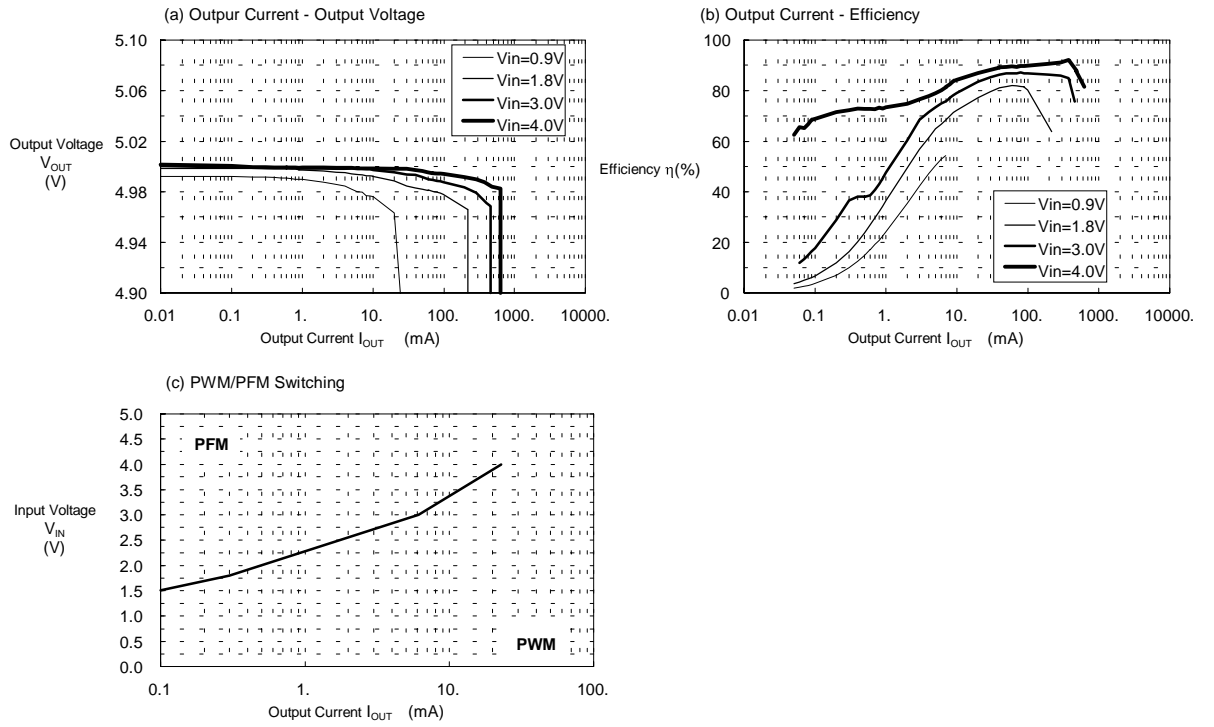 (a) Outpur Current - Output Voltage
5.10
5.06
5.02
4.98
4.94
4.90
Output Voltage
VOUT
(V)
Vin=0.9V
Vin=1.8V
Vin=3.0V
Vin=4.0V
0.01 0.1 1. 10. 100. 1000. 10000.
Output Current IOUT (mA)
(b) Output Current - Efficiency
100
80
60
40
20
0
Efficiency η(%)
Vin=0.9V
Vin=1.8V
Vin=3.0V
Vin=4.0V
0.01 0.1 1. 10. 100. 1000. 10000.
Output Current IOUT (mA)
(c) PWM/PFM Switching
5.0
4.5
4.0
3.5
3.0
2.5
2.0
1.5
1.0
0.5
0.0
Input Voltage
VIN
(V)
PFM
PWM
0.1 1. 10. 100.
Output Current IOUT (mA)